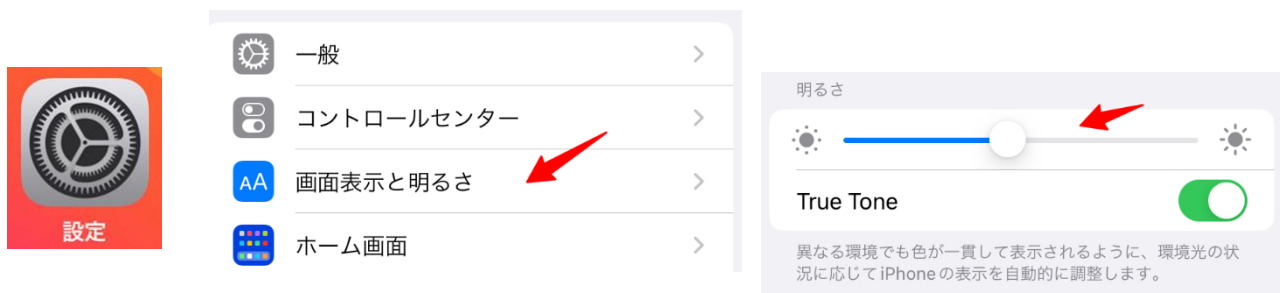 設定
一般
コントロールセンター
AA 画面表示と明るさ
ホーム画面
明るさ
True Tone
異なる環境でも色が一貫して表示されるように、環境光の状
況に応じてiPhoneの表示を自動的に調整します。